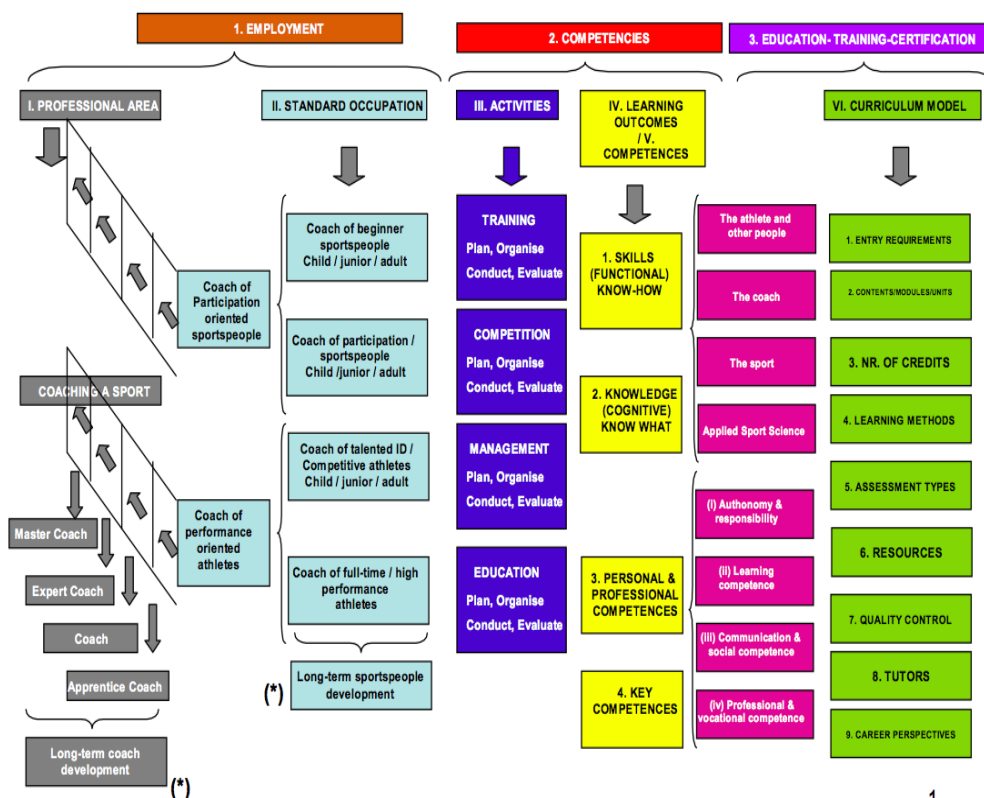 1. EMPLOYMENT
2. COMPETENCIES
3. EDUCATION- TRAINING-CERTIFICATION
I. PROFESSIONAL AREA
II. STANDARD OCCUPATION
III. ACTIVITIES
IV. LEARNING
OUTCOMES
/ V.
COMPETENCES
VI. CURRICULUM MODEL
Coach of
Participation
oriented
sportspeople
COACHING A SPORT
Coach of
performance
oriented
athletes
Master Coach
Expert Coach
Coach
Apprentice Coach
Long-term coach
development
(*)
Coach of beginner
sportspeople
Child / junior / adult
Coach of participation /
sportspeople
Child /junior / adult
Coach of talented ID /
Competitive athletes
Child / junior / adult
Coach of full-time / high
performance
athletes
(*)
Long-term sportspeople
development
TRAINING
Plan, Organise
Conduct, Evaluate
COMPETITION
Plan, Organise
Conduct, Evaluate
MANAGEMENT
Plan, Organise
Conduct, Evaluate
EDUCATION
Plan, Organise
Conduct, Evaluate
1. SKILLS
(FUNCTIONAL)
KNOW-HOW
2. KNOWLEDGE
(COGNITIVE)
KNOW WHAT
3. PERSONAL &
PROFESSIONAL
COMPETENCES
4. KEY
COMPETENCES
The athlete and
other people
The coach
The sport
Applied Sport Science
(i) Authonomy &
responsibility
(ii) Learning
competence
(iii) Communication &
social competence
(iv) Professional &
vocational competence
1. ENTRY REQUIREMENTS
2. CONTENTS/MODULES/UNITS
3. NR. OF CREDITS
4. LEARNING METHODS
5. ASSESSMENT TYPES
6. RESOURCES
7. QUALITY CONTROL
8. TUTORS
9. CAREER PERSPECTIVES
1